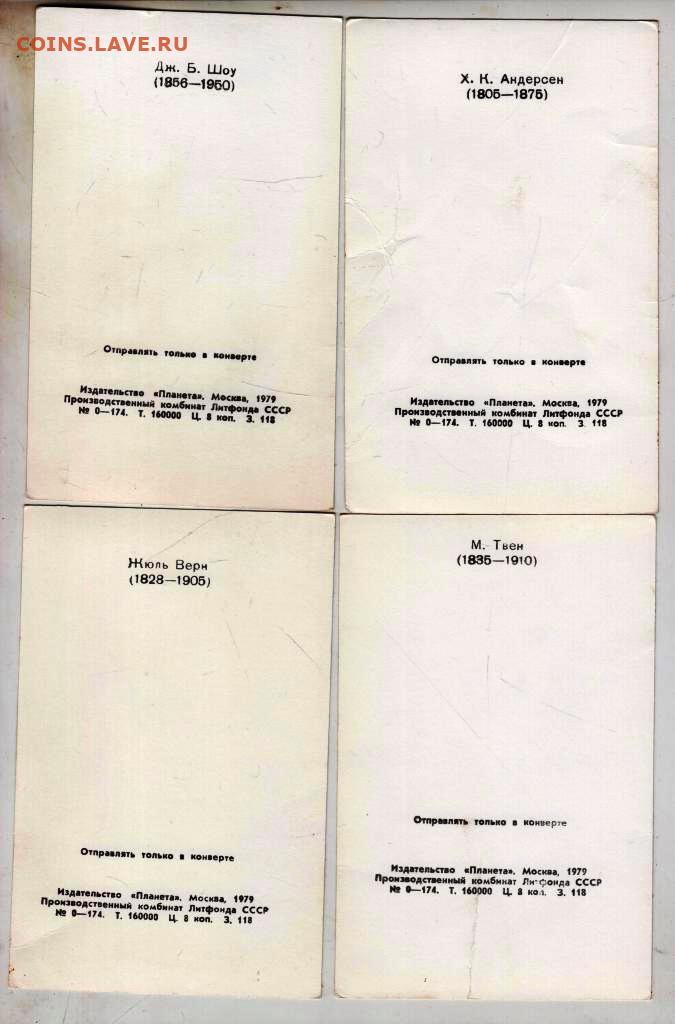 COINS.LAVE.RU
Дж. Б. Шоу
(1856—1950)
Отправлять только в конверте
Издательство «Планета». Москва, 1979
Производственный комбинат Литфонда СССР
№ 0—174. Т. 160000 Ц. 8 коп. З. 118
Х. К. Андерсен
(1805—1875)
Отправлять только в конверте
Издательство «Планета». Москва, 1979
Производственный комбинат Литфонда СССР
№ 0—174. Т. 160000 Ц. 8 коп. З. 118
Жюль Верн
(1828—1905)
Отправлять только в конверте
Издательство «Планета». Москва, 1979
Производственный комбинат Литфонда СССР
№ 0—174. Т. 160000 Ц. 8 коп. З. 118
М. Твен
(1835—1910)
Отправлять только в конверте
Издательство «Планета». Москва, 1979
Производственный комбинат Литфонда СССР
№ 0—174. Т. 160000 Ц. 8 коп. З. 118